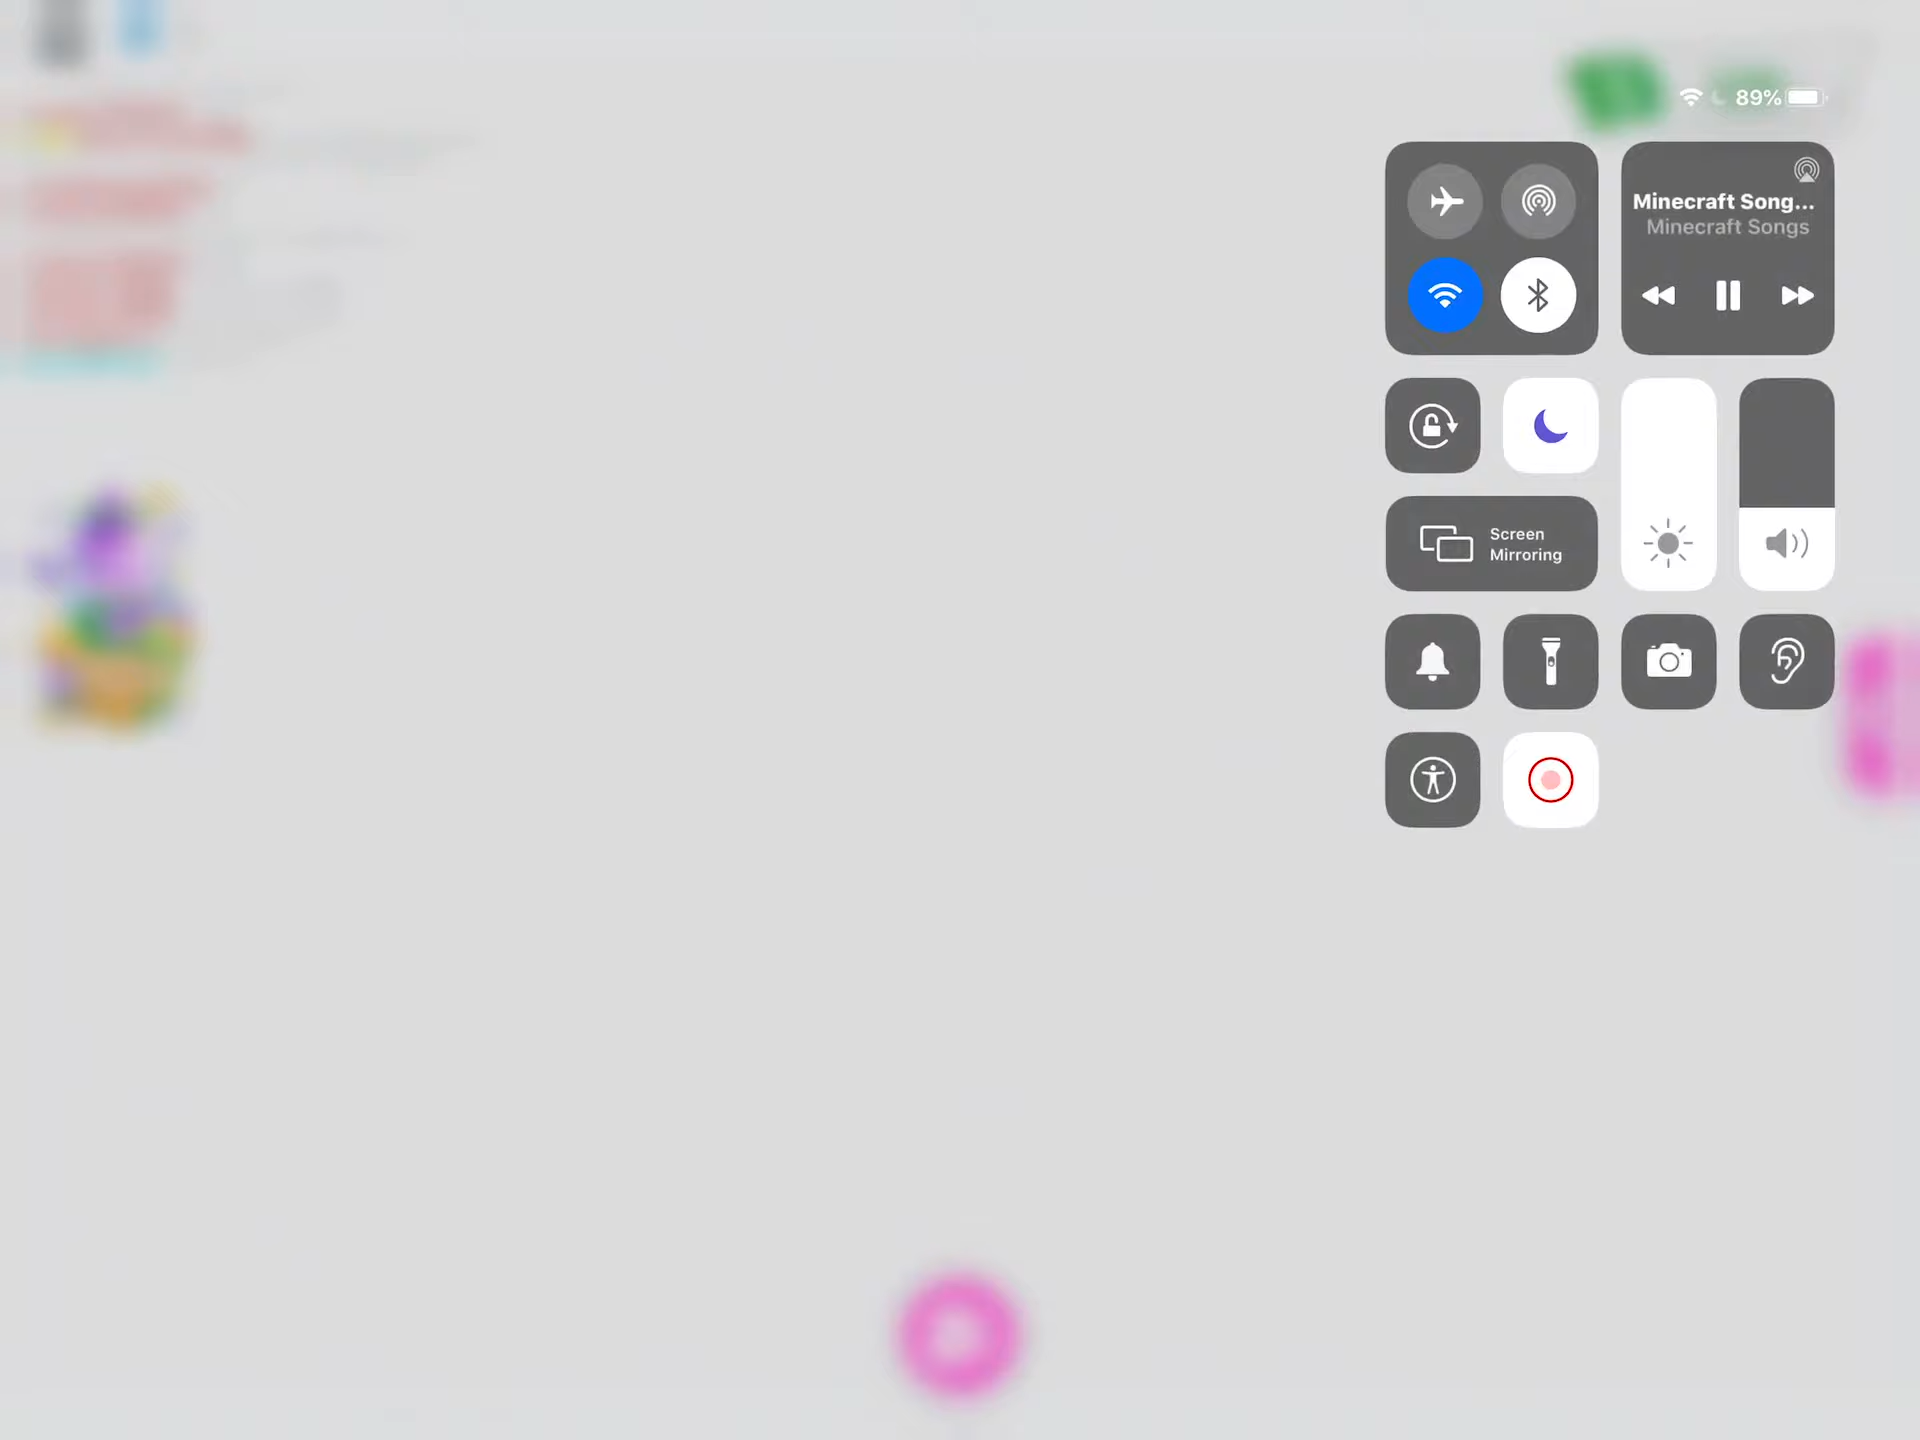 89%
Minecraft Song...
Minecraft Songs
Screen
Mirroring